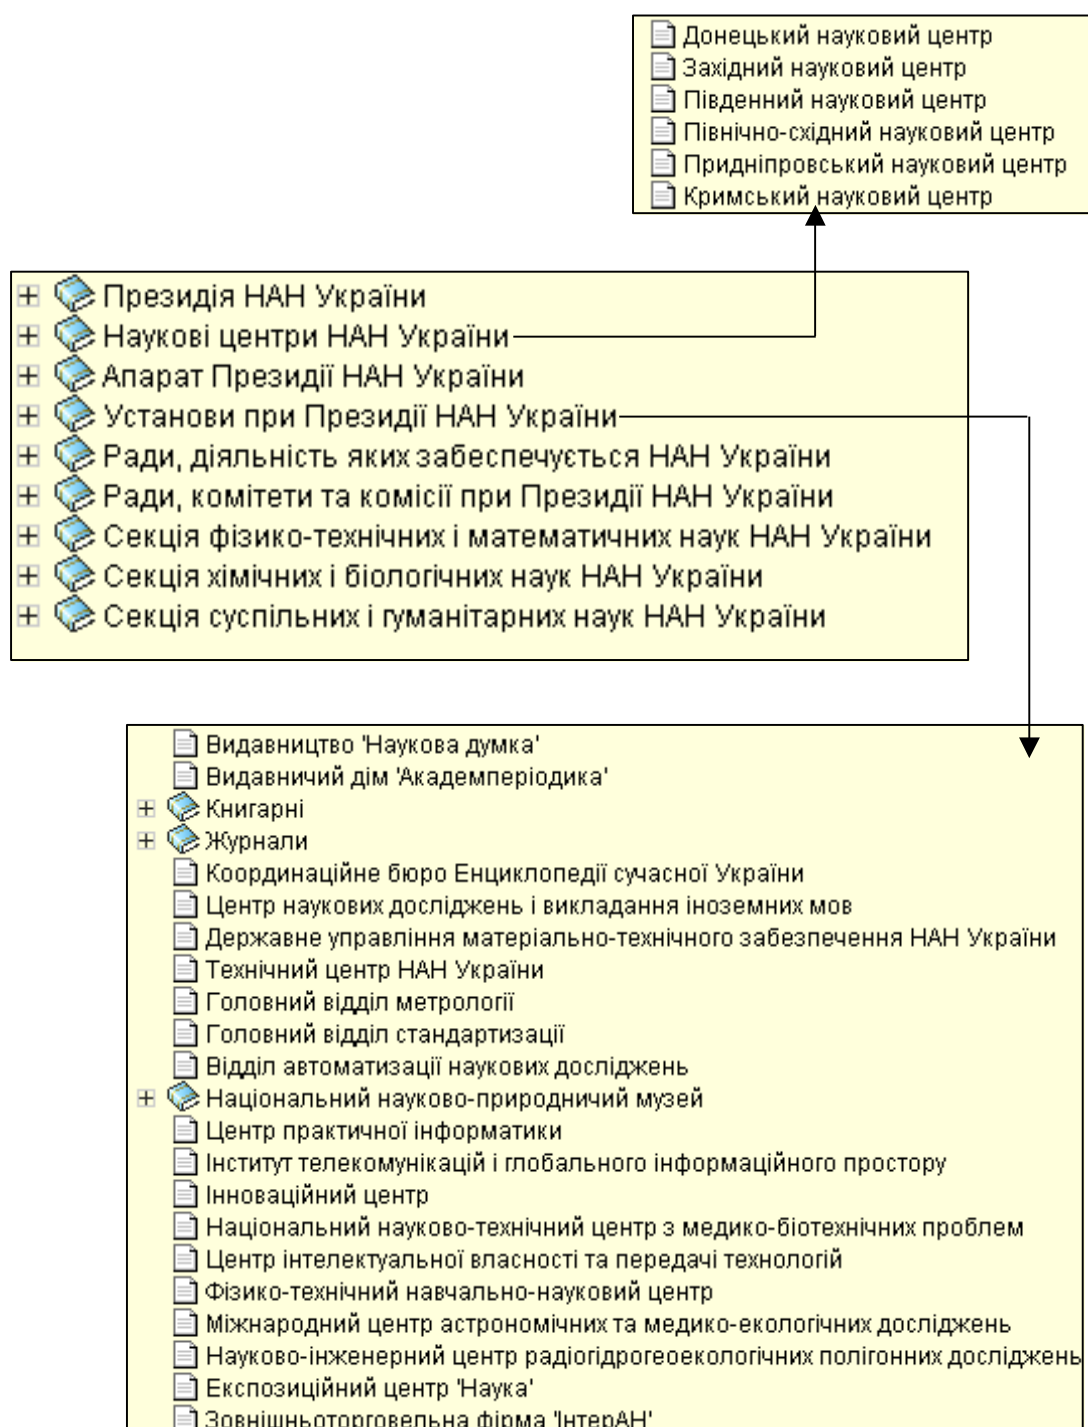 Донецький науковий центр
Західний науковий центр
Південний науковий центр
Північно-східний науковий центр
Придніпровський науковий центр
Кримський науковий центр
Президія НАН України
Наукові центри НАН України
Апарат Президії НАН України
Установи при Президії НАН України
Ради, діяльність яких забеспечується НАН України
Ради, комітети та комісії при Президії НАН України
Секція фізико-технічних і математичних наук НАН України
Секція хімічних і біологічних наук НАН України
Секція суспільних і гуманітарних наук НАН України
Видавництво 'Наукова думка'
Видавничий дім 'Академперіодика'
Книгарні
Журнали
Координаційне бюро Енциклопедії сучасної України
Центр наукових досліджень і викладання іноземних мов
Державне управління матеріально-технічного забезпечення НАН України
Технічний центр НАН України
Головний відділ метрології
Головний відділ стандартизації
Відділ автоматизації наукових досліджень
Національний науково-природничий музей
Центр практичної інформатики
Інститут телекомунікацій і глобального інформаційного простору
Інноваційний центр
Національний науково-технічний центр з медико-біотехнічних проблем
Центр інтелектуальної власності та передачі технологій
Фізико-технічний навчально-науковий центр
Міжнародний центр астрономічних та медико-екологічних досліджень
Науково-інженерний центр радіогідрогеоекологічних полігонних досліджень
Експозиційний центр 'Наука'
Зовнішньоторговельна фірма 'ІнтерАН'